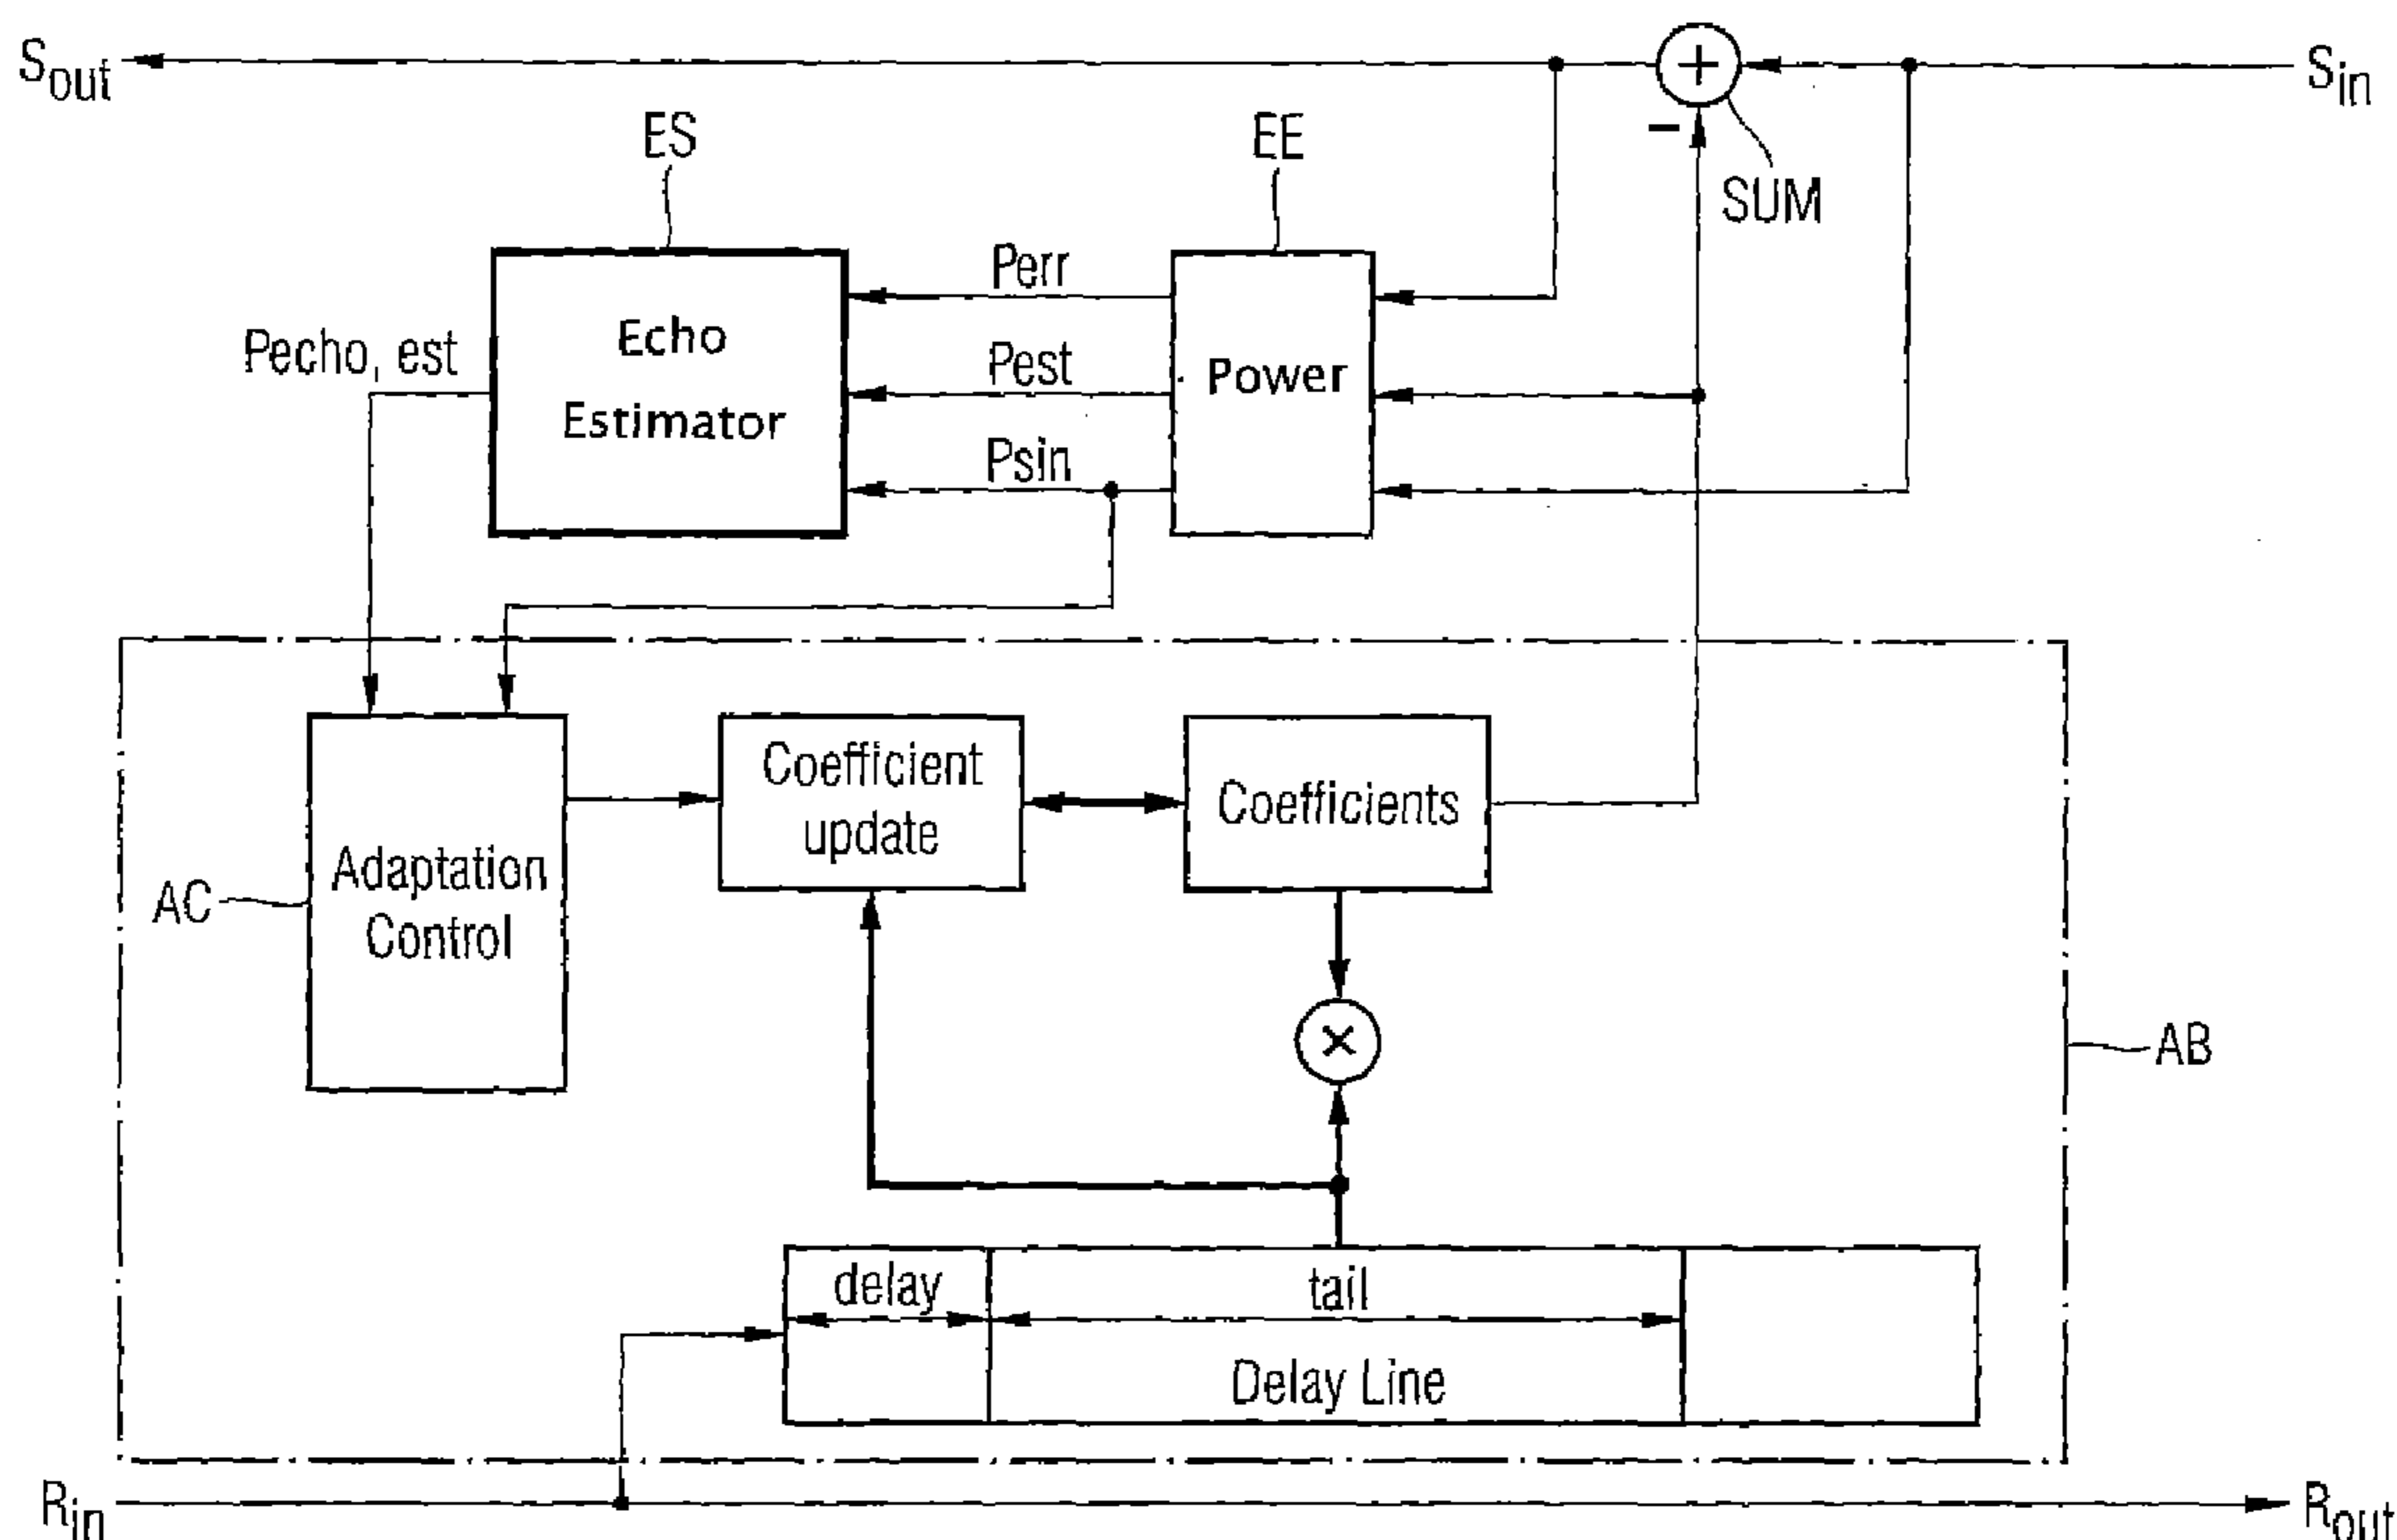 Sout
Sin
ES
EE
SUM
Perr
Echo
Estimator
Pecho, est
Pest
Power
Psin
Coefficient
update
Coefficients
Adaptation
Control
AC
AB
delay
tail
Delay Line
Rin
Rout
+
-
×